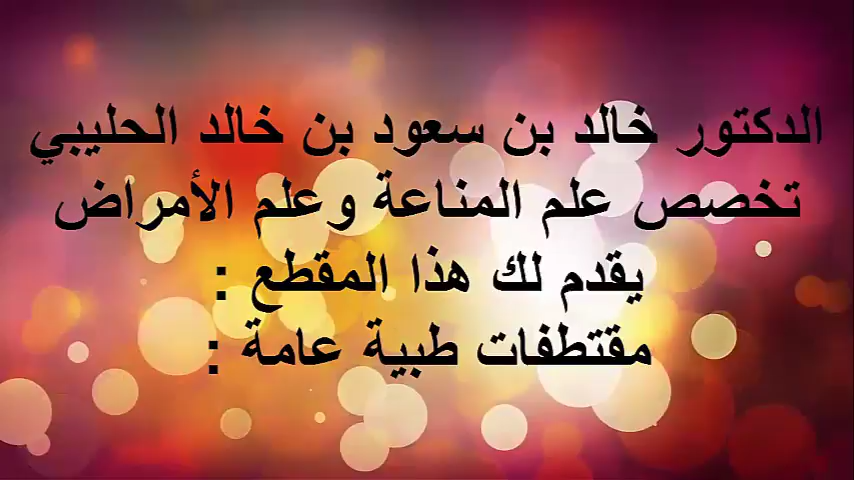 الدكتور خالد بن سعود بن خالد الحليبي
تخصص علم المناعة وعلم الأمراض
يقدم لك هذا المقطع :
مقتطفات طبية عامة :